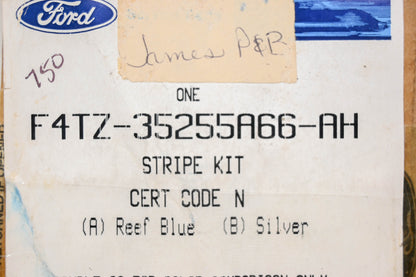 Ford
James P&B
750
ONE
F4TZ-35255A66-AH
STRIPE KIT
CERT CODE N
(A) Reef Blue (B) Silver